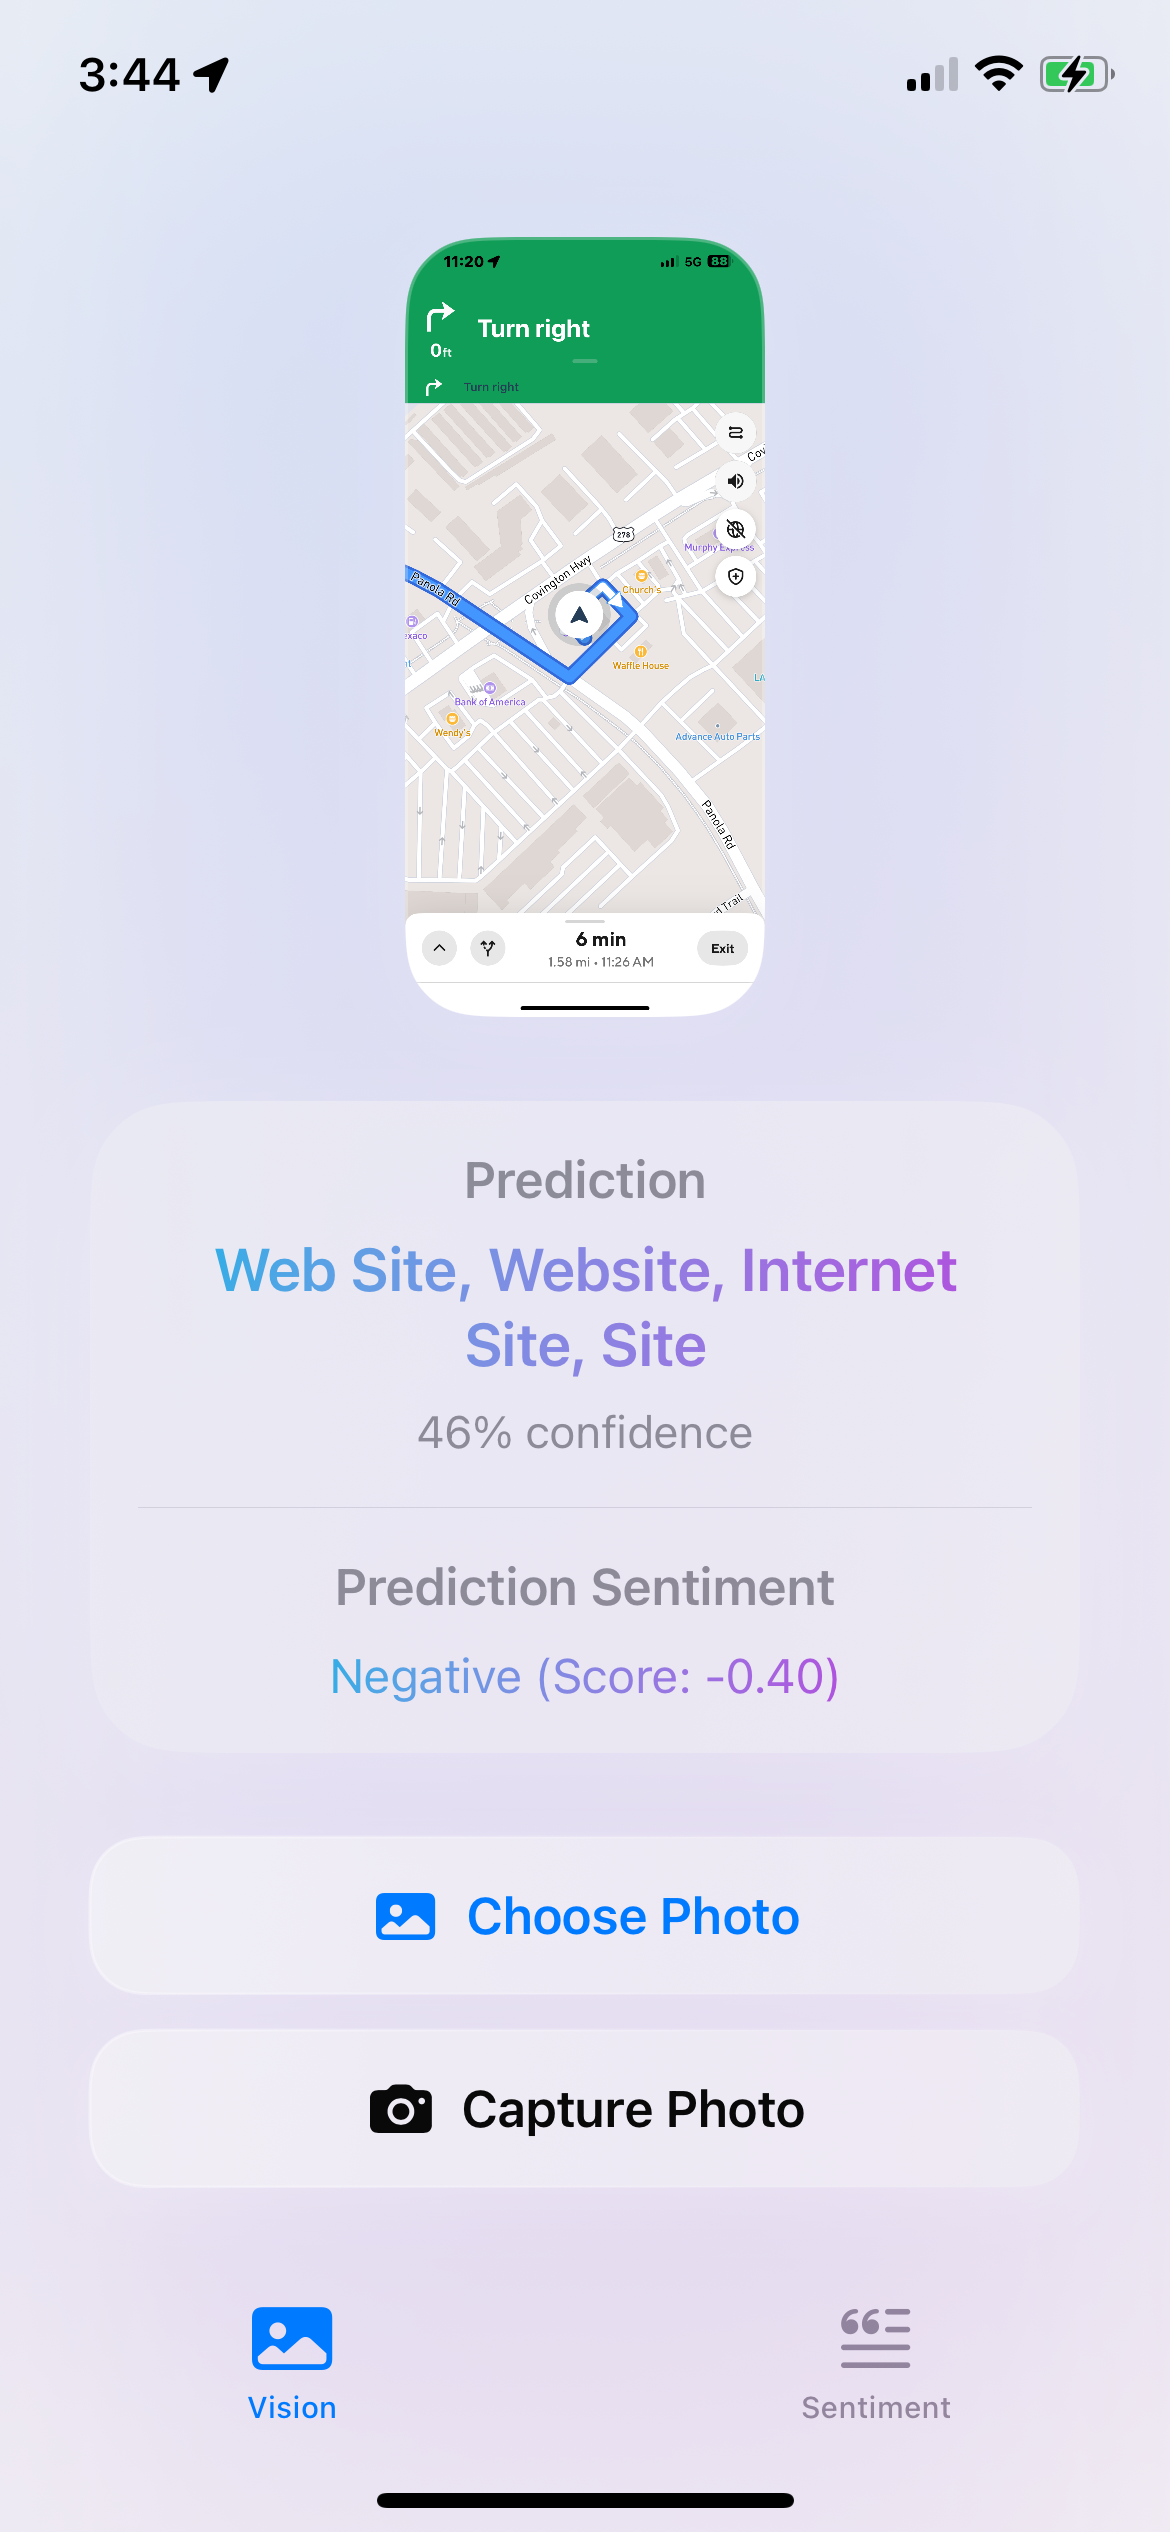 3:44
11:20 5G 88
Turn right
0 ft
Turn right
Cov
278
Murphy Express
Covington Hwy
Panola Rd
Church's
exaco
Waffle House
nt
LA
Bank of America
Wendy's
Advance Auto Parts
Panola Rd
d Trail
6 min
Exit
1.58 mi • 11:26 AM
Prediction
Web Site, Website, Internet
Site, Site
46% confidence
Prediction Sentiment
Negative (Score: -0.40)
Choose Photo
Capture Photo
Vision
Sentiment